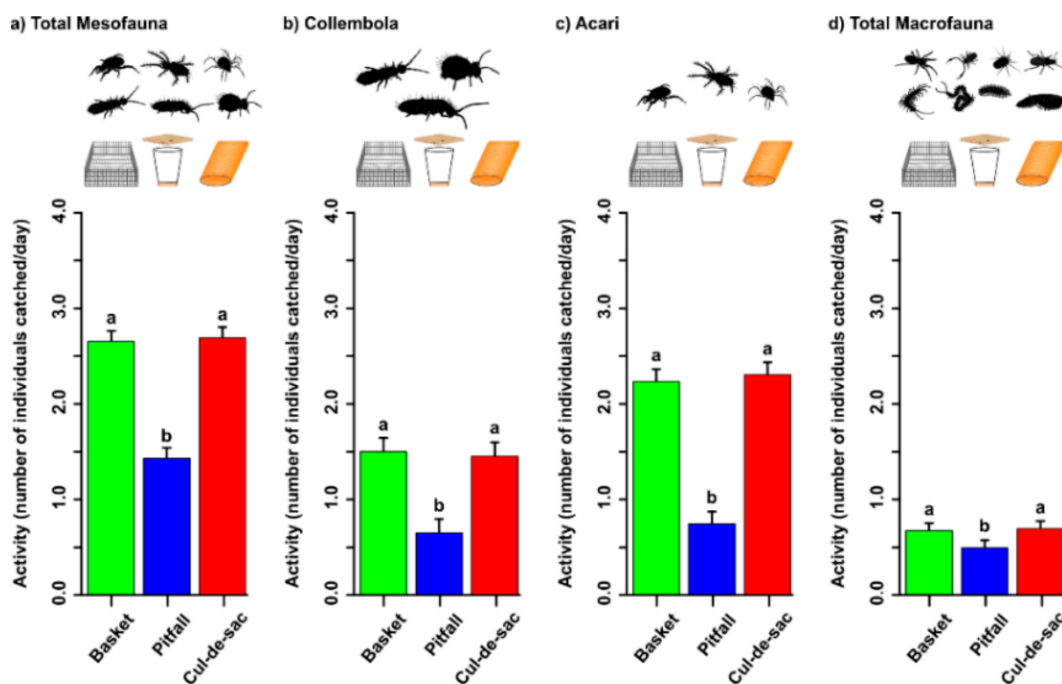 a) Total Mesofauna
b) Collembola
c) Acari
d) Total Macrofauna
Activity (number of individuals catched/day)
4.0
3.0
2.0
1.0
0.0
a
b
a
Basket
Pitfall
Cul-de-sac
Activity (number of individuals catched/day)
4.0
3.0
2.0
1.0
0.0
a
b
a
Basket
Pitfall
Cul-de-sac
Activity (number of individuals catched/day)
4.0
3.0
2.0
1.0
0.0
a
b
a
Basket
Pitfall
Cul-de-sac
Activity (number of individuals catched/day)
4.0
3.0
2.0
1.0
0.0
a
b
a
Basket
Pitfall
Cul-de-sac